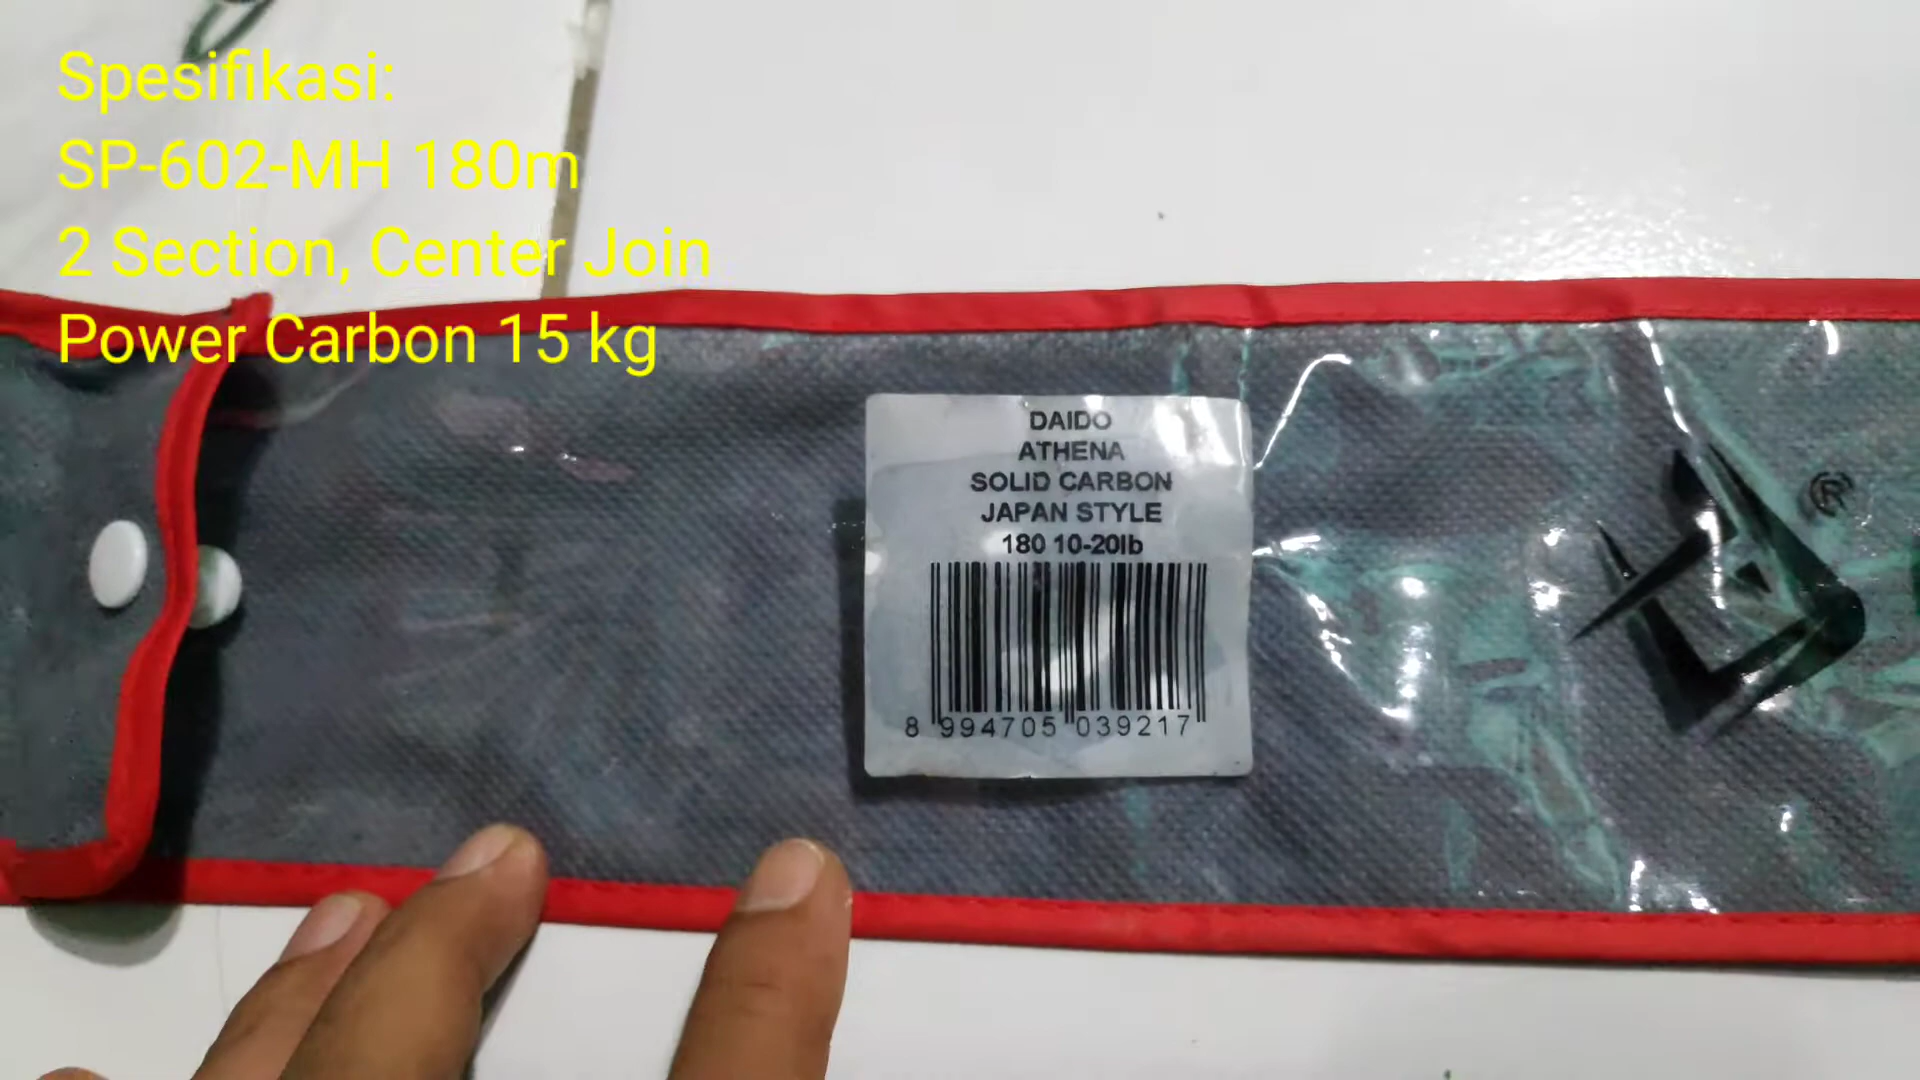 Spesifikasi:
SP-602-MH 180m
2 Section, Center Join
Power Carbon 15 kg
DAIDO
ATHENA
SOLID CARBON
JAPAN STYLE
180 10-20lb
8 994705 039217
®